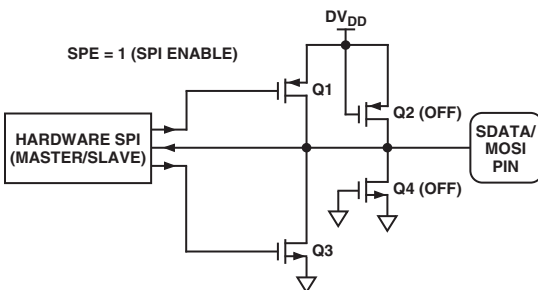 DVDD
SPE = 1 (SPI ENABLE)
Q1
Q2 (OFF)
HARDWARE SPI
(MASTER/SLAVE)
SDATA/
MOSI
PIN
Q4 (OFF)
Q3